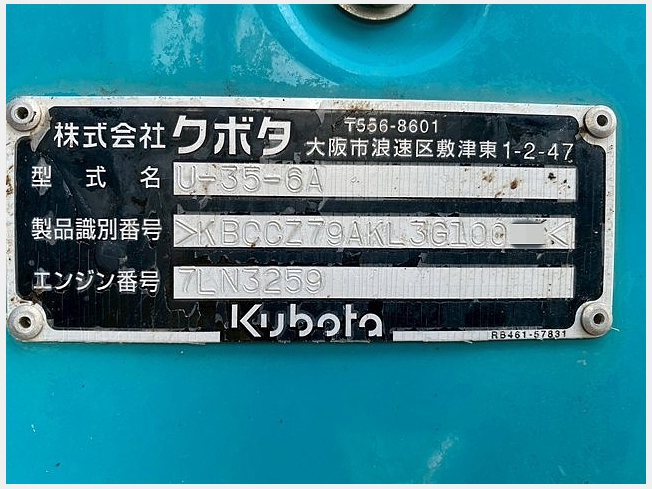 株式会社クボタ
〒556-8601
大阪市浪速区敷津東1-2-47
型式名 U-35-6A
製品識別番号 >KBCCZ79AKL3G100 <
エンジン番号 7LN3259
Kubota
RB461-57831